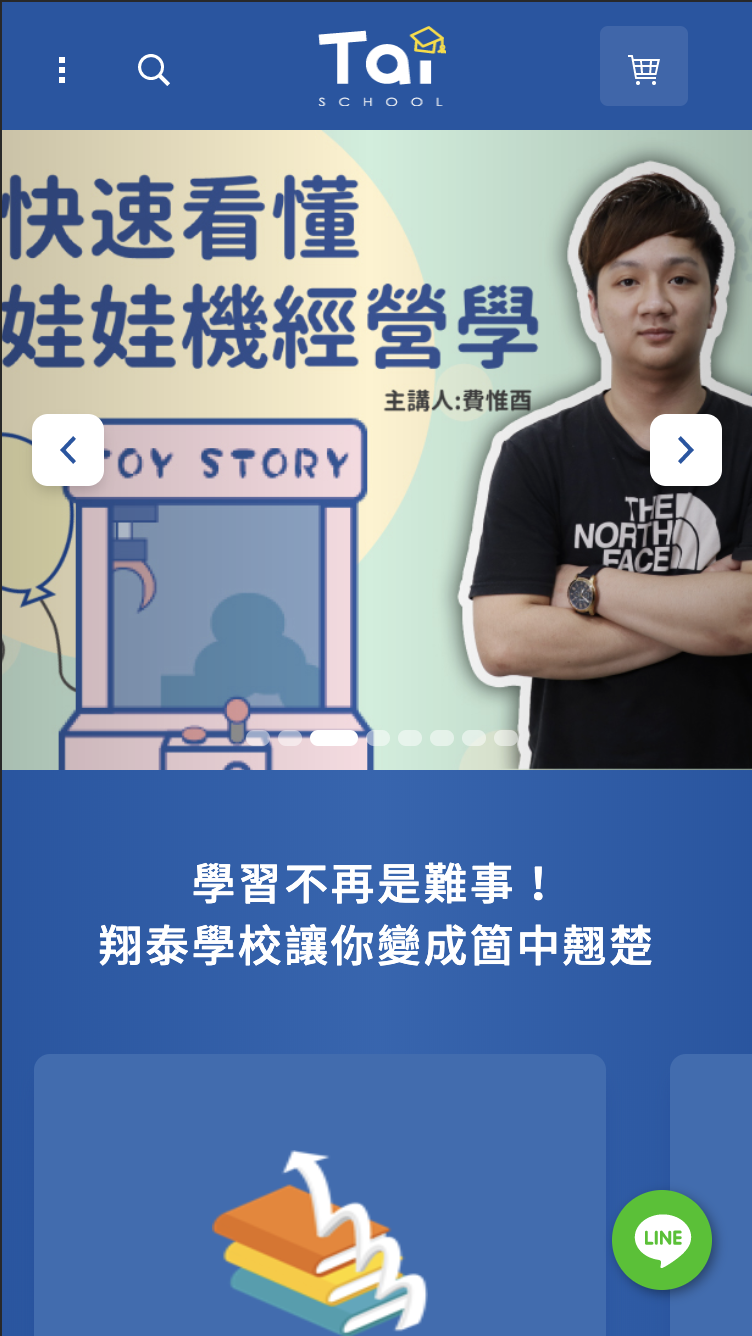 Tai
SCHOOL
快速看懂
娃娃機經營學
主講人:費惟酉
TOY STORY
THE
NORTH
FACE
學習不再是難事！
翔泰學校讓你變成箇中翹楚
LINE